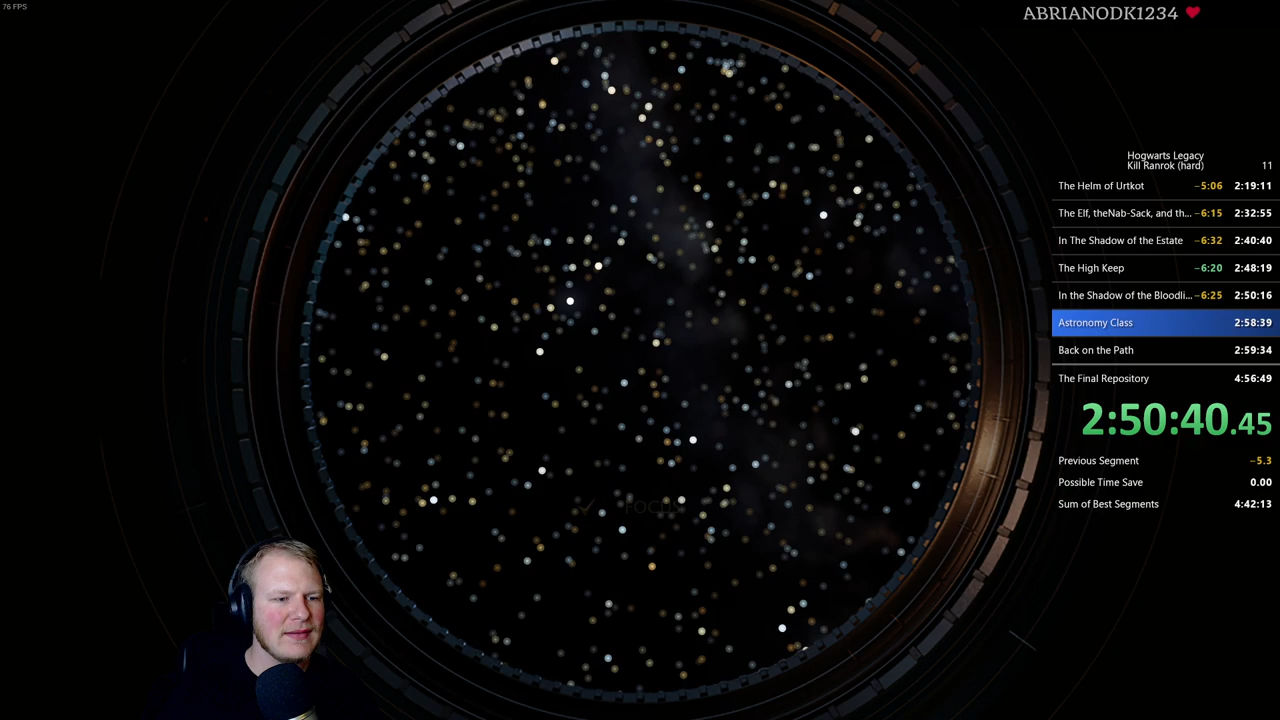 76 FPS
ABRIANODK1234
Hogwarts Legacy
Kill Ranrok (hard) 11
The Helm of Urtkot -5:06 2:19:11
The Elf, theNab-Sack, and th... -6:15 2:32:55
In The Shadow of the Estate -6:32 2:40:40
The High Keep -6:20 2:48:19
In the Shadow of the Bloodli... -6:25 2:50:16
Astronomy Class 2:58:39
Back on the Path 2:59:34
The Final Repository 4:56:49
2:50:40.45
Previous Segment -5.3
Possible Time Save 0.00
Sum of Best Segments 4:42:13
FOCUS